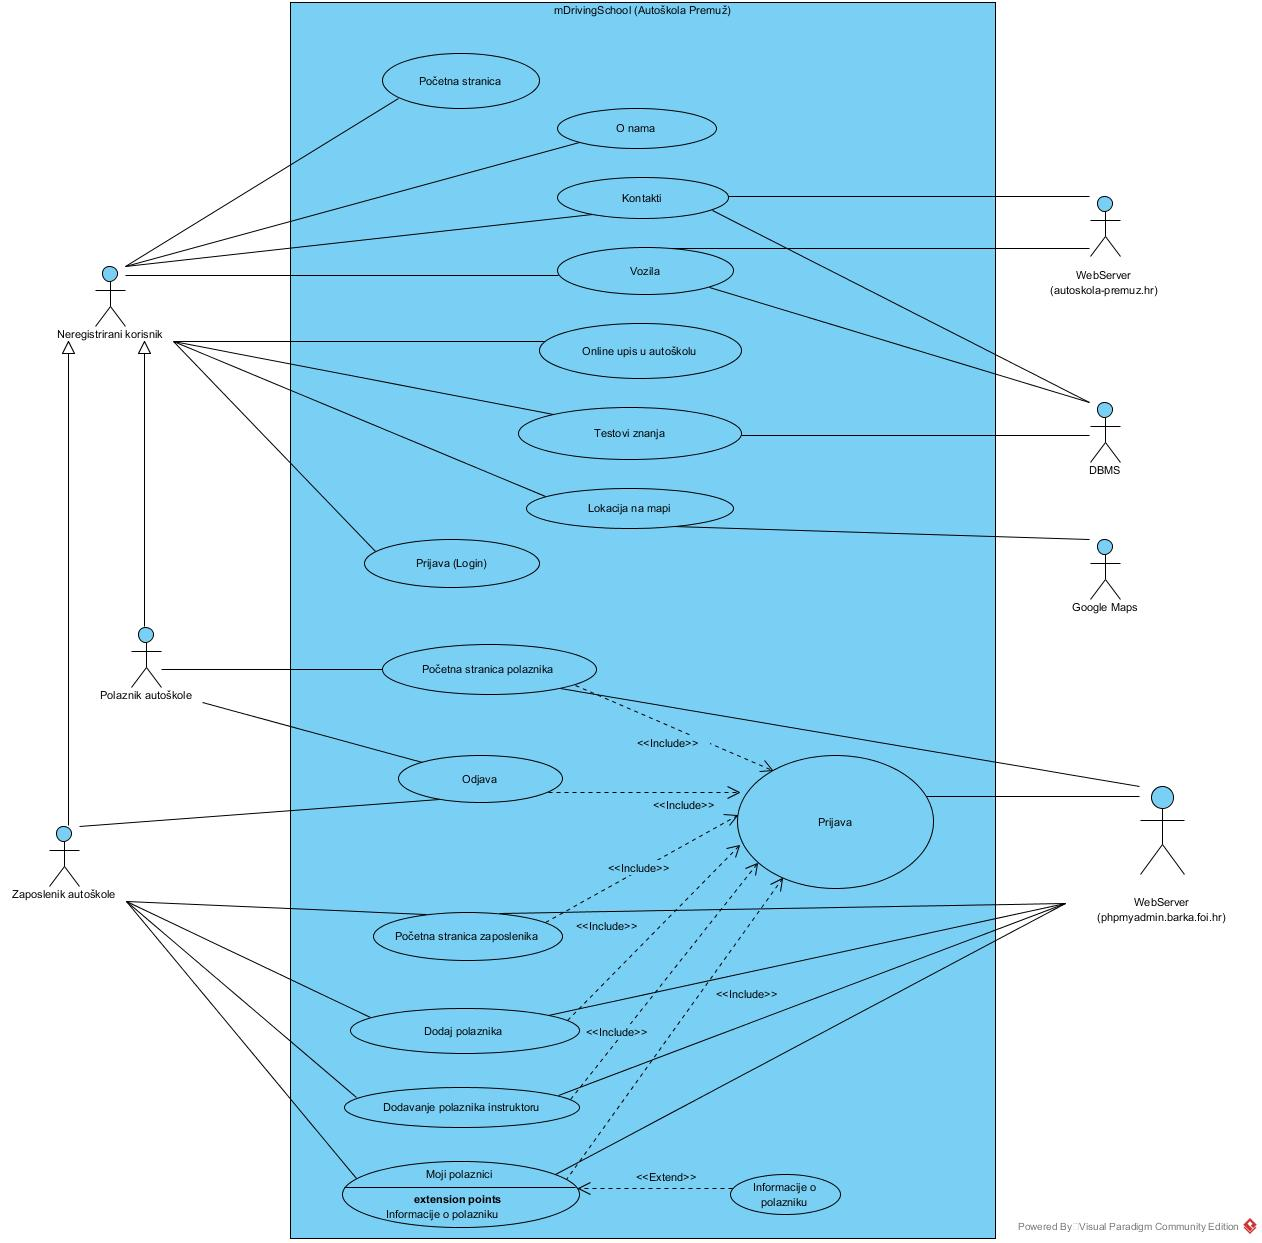 mDrivingSchool (Autoškola Premuž)
Početna stranica
O nama
Kontakti
WebServer
(autoskola-premuz.hr)
Vozila
Neregistrirani korisnik
Online upis u autoškolu
Testovi znanja
DBMS
Lokacija na mapi
Prijava (Login)
Google Maps
Početna stranica polaznika
Polaznik autoškole
<<Include>>
Odjava
<<Include>>
Prijava
<<Include>>
Zaposlenik autoškole
WebServer
(phpmyadmin.barka.foi.hr)
<<Include>>
Početna stranica zaposlenika
<<Include>>
Dodaj polaznika
<<Include>>
Dodavanje polaznika instruktoru
Moji polaznici
extension points
Informacije o polazniku
<<Extend>>
Informacije o
polazniku
Powered By Visual Paradigm Community Edition